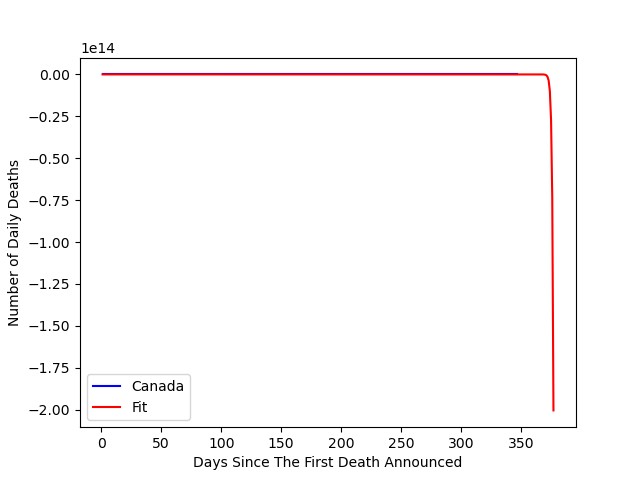 1e14
0.00
−0.25
−0.50
−0.75
−1.00
−1.25
−1.50
−1.75
−2.00
Number of Daily Deaths
Canada
Fit
0 50 100 150 200 250 300 350
Days Since The First Death Announced